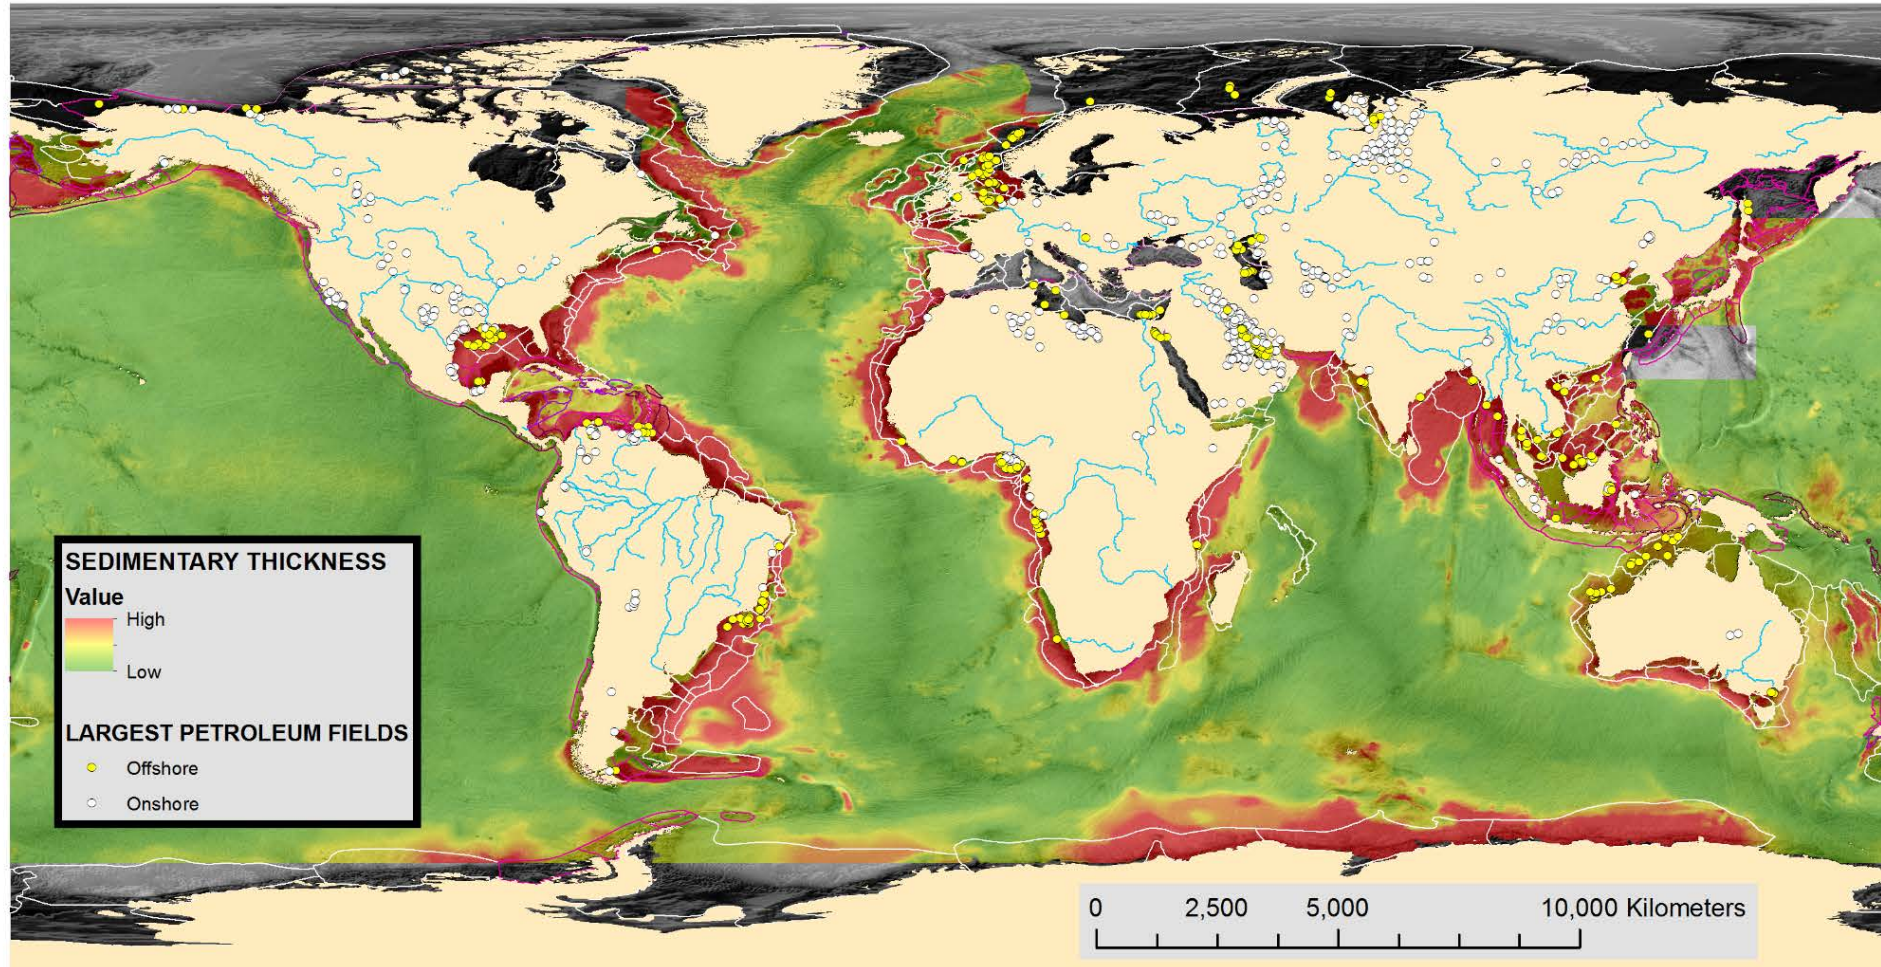 SEDIMENTARY THICKNESS
Value
High
Low
LARGEST PETROLEUM FIELDS
Offshore
Onshore
0 2,500 5,000 10,000 Kilometers